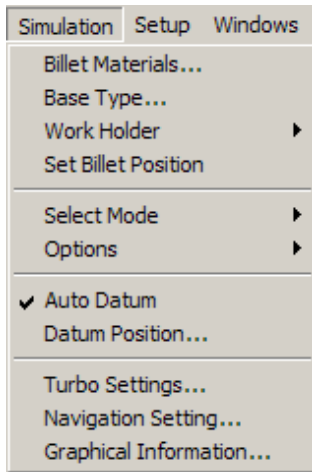 Simulation Setup Windows
Billet Materials...
Base Type...
Work Holder
Set Billet Position
Select Mode
Options
Auto Datum
Datum Position...
Turbo Settings...
Navigation Setting...
Graphical Information...